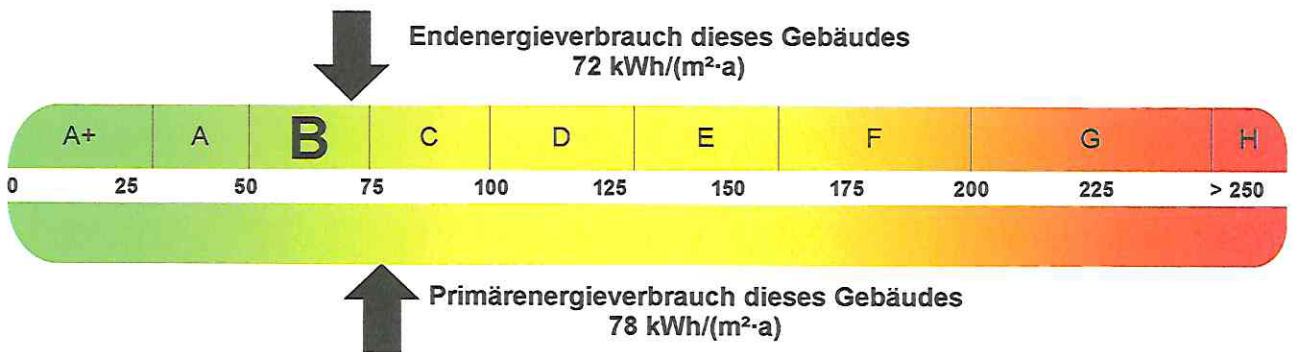 Endenergieverbrauch dieses Gebäudes
72 kWh/(m²·a)
A+ A B C D E F G H
0 25 50 75 100 125 150 175 200 225 > 250
Primärenergieverbrauch dieses Gebäudes
78 kWh/(m²·a)